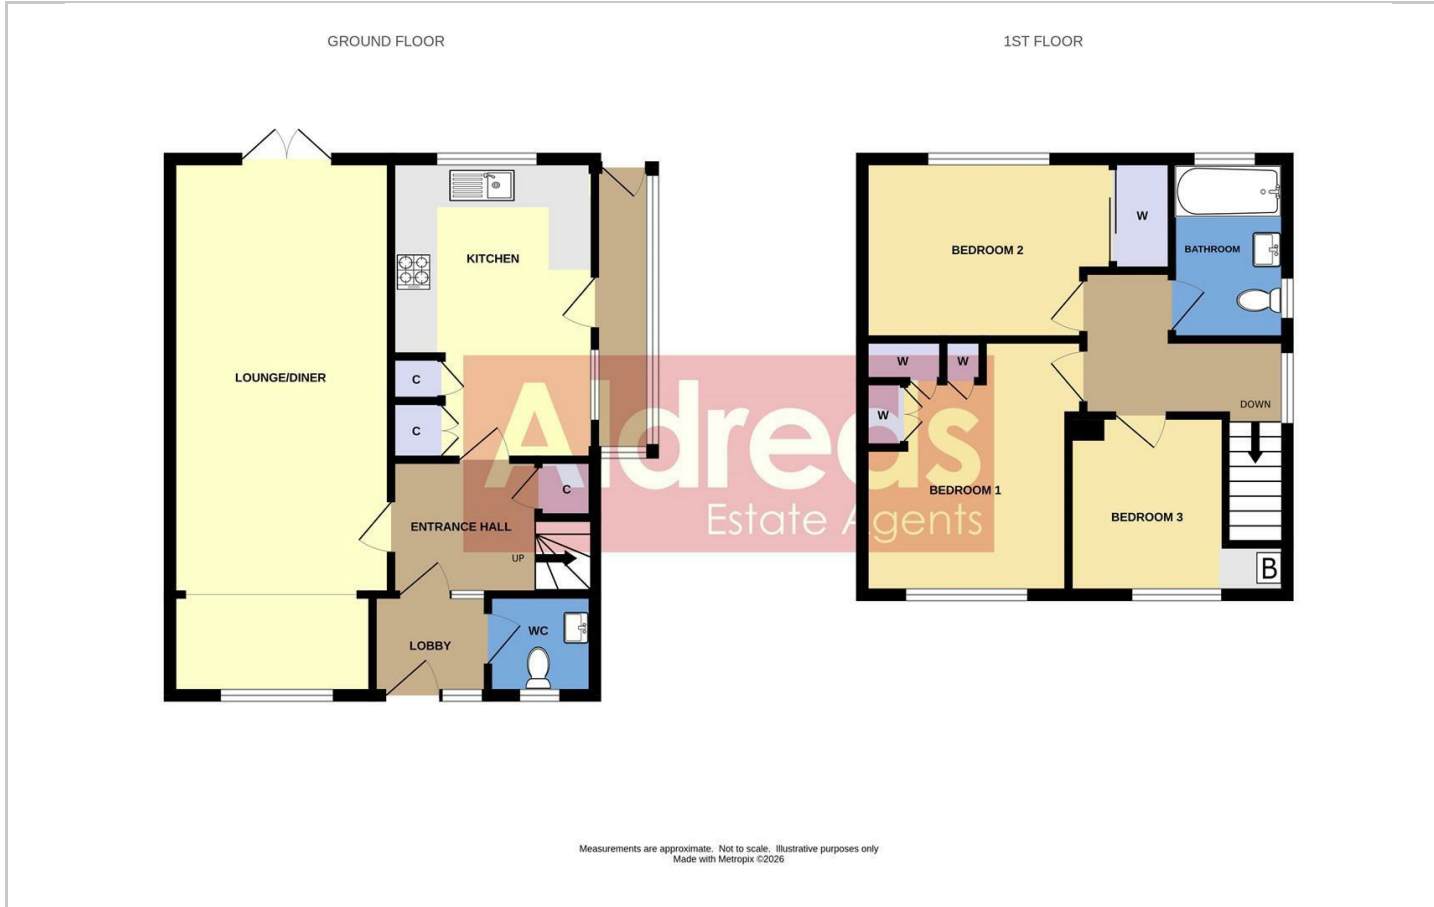 GROUND FLOOR
1ST FLOOR
KITCHEN
LOUNGE/DINER
C
C
C
ENTRANCE HALL
UP
LOBBY
WC
BEDROOM 2
W
BATHROOM
W
W
W
DOWN
BEDROOM 1
BEDROOM 3
B
Aldreds
Estate Agents
Measurements are approximate. Not to scale. Illustrative purposes only
Made with Metropix ©2026